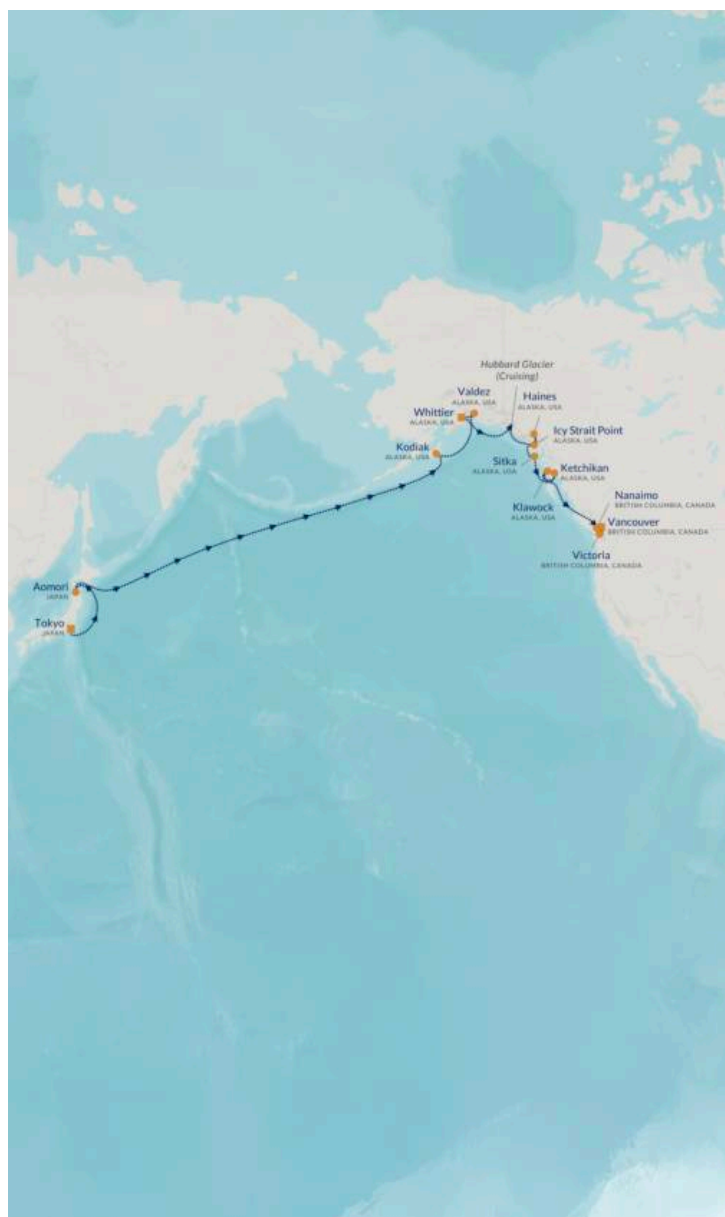 Hubbard Glacier
(Cruising)
Valdez
ALASKA, USA
Haines
ALASKA, USA
Whittier
ALASKA, USA
Icy Strait Point
ALASKA, USA
Kodiak
ALASKA, USA
Sitka
ALASKA, USA
Ketchikan
ALASKA, USA
Klawock
ALASKA, USA
Nanaimo
BRITISH COLUMBIA, CANADA
Vancouver
BRITISH COLUMBIA, CANADA
Victoria
BRITISH COLUMBIA, CANADA
Aomori
JAPAN
Tokyo
JAPAN